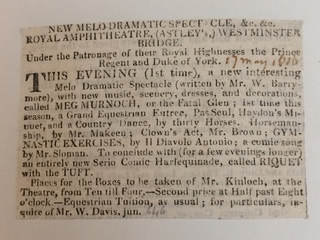 NEW MELO-DRAMATIC SPECTACLE, &c. &c.
ROYAL AMPHITHEATRE, (ASTLEY's,) WESTMINSTER
BRIDGE.
Under the Patronage of their Royal Highnesses the Prince
Regent and Duke of York. 27 May 1816
THIS EVENING (1st time), a new interesting
Melo Dramatic Spectacle (written by Mr. W. Barry-
more), with new music, scenery, dresses, and decorations,
called MEG MURNOCH, or the Fatal Glen; 1st time this
season, a Grand Equestrian Entree, Pas Seul, Haydon's Mi-
nuet, and a Country Dance, by thirty Horses. Horseman-
ship, by Mr. Makeen; Clown's Act, Mr. Brown; GYM-
NASTIC EXERCISES, by Il Diavolo Antonio; a comic song
by Mr. Sloman. To conclude with (for a few evenings longer)
an entirely new Serio Comic Harlequinade, called RIQUET
with the TUFT.
Places for the Boxes to be taken of Mr. Kinloch, at the
Theatre, from Ten till Four,—Second price at Half past Eight
o'clock.—Equestrian Tuition, as usual; for particulars, in-
quire of Mr. W. Davis, jun.